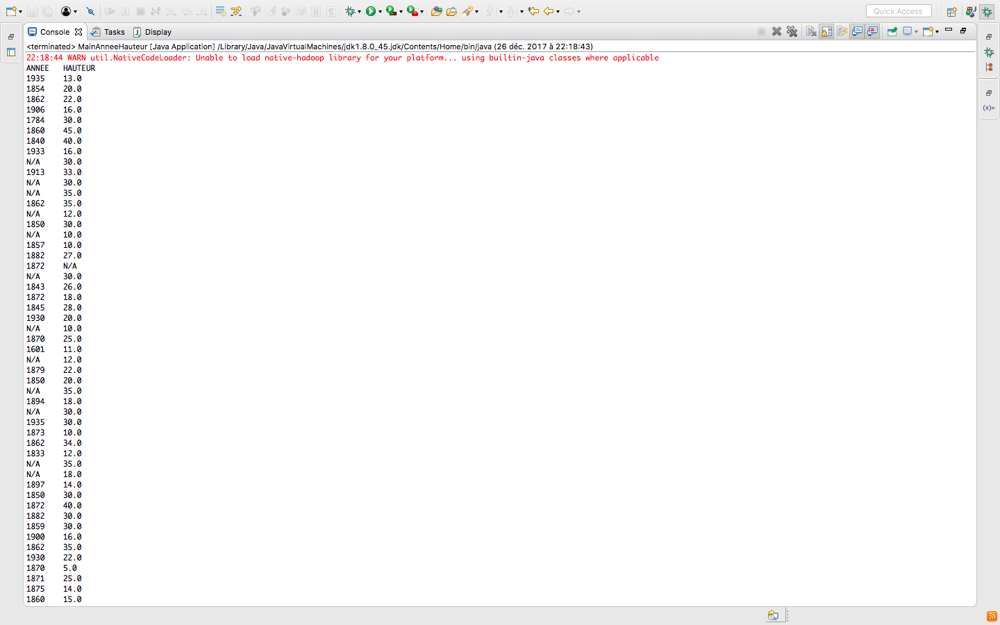 Quick Access
Console Tasks Display
<terminated> MainAnneeHauteur [Java Application] /Library/Java/JavaVirtualMachines/jdk1.8.0_45.jdk/Contents/Home/bin/java (26 déc. 2017 à 22:18:43)
22:18:44 WARN util.NativeCodeLoader: Unable to load native-hadoop library for your platform... using builtin-java classes where applicable
ANNEE HAUTEUR
1935 13.0
1854 20.0
1862 22.0
1906 16.0
1784 30.0
1860 45.0
1840 40.0
1933 16.0
N/A 30.0
1913 33.0
N/A 30.0
N/A 35.0
1862 35.0
N/A 12.0
1850 30.0
N/A 10.0
1857 10.0
1882 27.0
1872 N/A
N/A 30.0
1843 26.0
1872 18.0
1845 28.0
1930 20.0
N/A 10.0
1870 25.0
1601 11.0
N/A 12.0
1879 22.0
1850 20.0
N/A 35.0
1894 18.0
N/A 30.0
1935 30.0
1873 10.0
1862 34.0
1833 12.0
N/A 35.0
N/A 18.0
1897 14.0
1850 30.0
1872 40.0
1882 30.0
1859 30.0
1900 16.0
1862 35.0
1930 22.0
1870 5.0
1871 25.0
1875 14.0
1860 15.0
(x)=